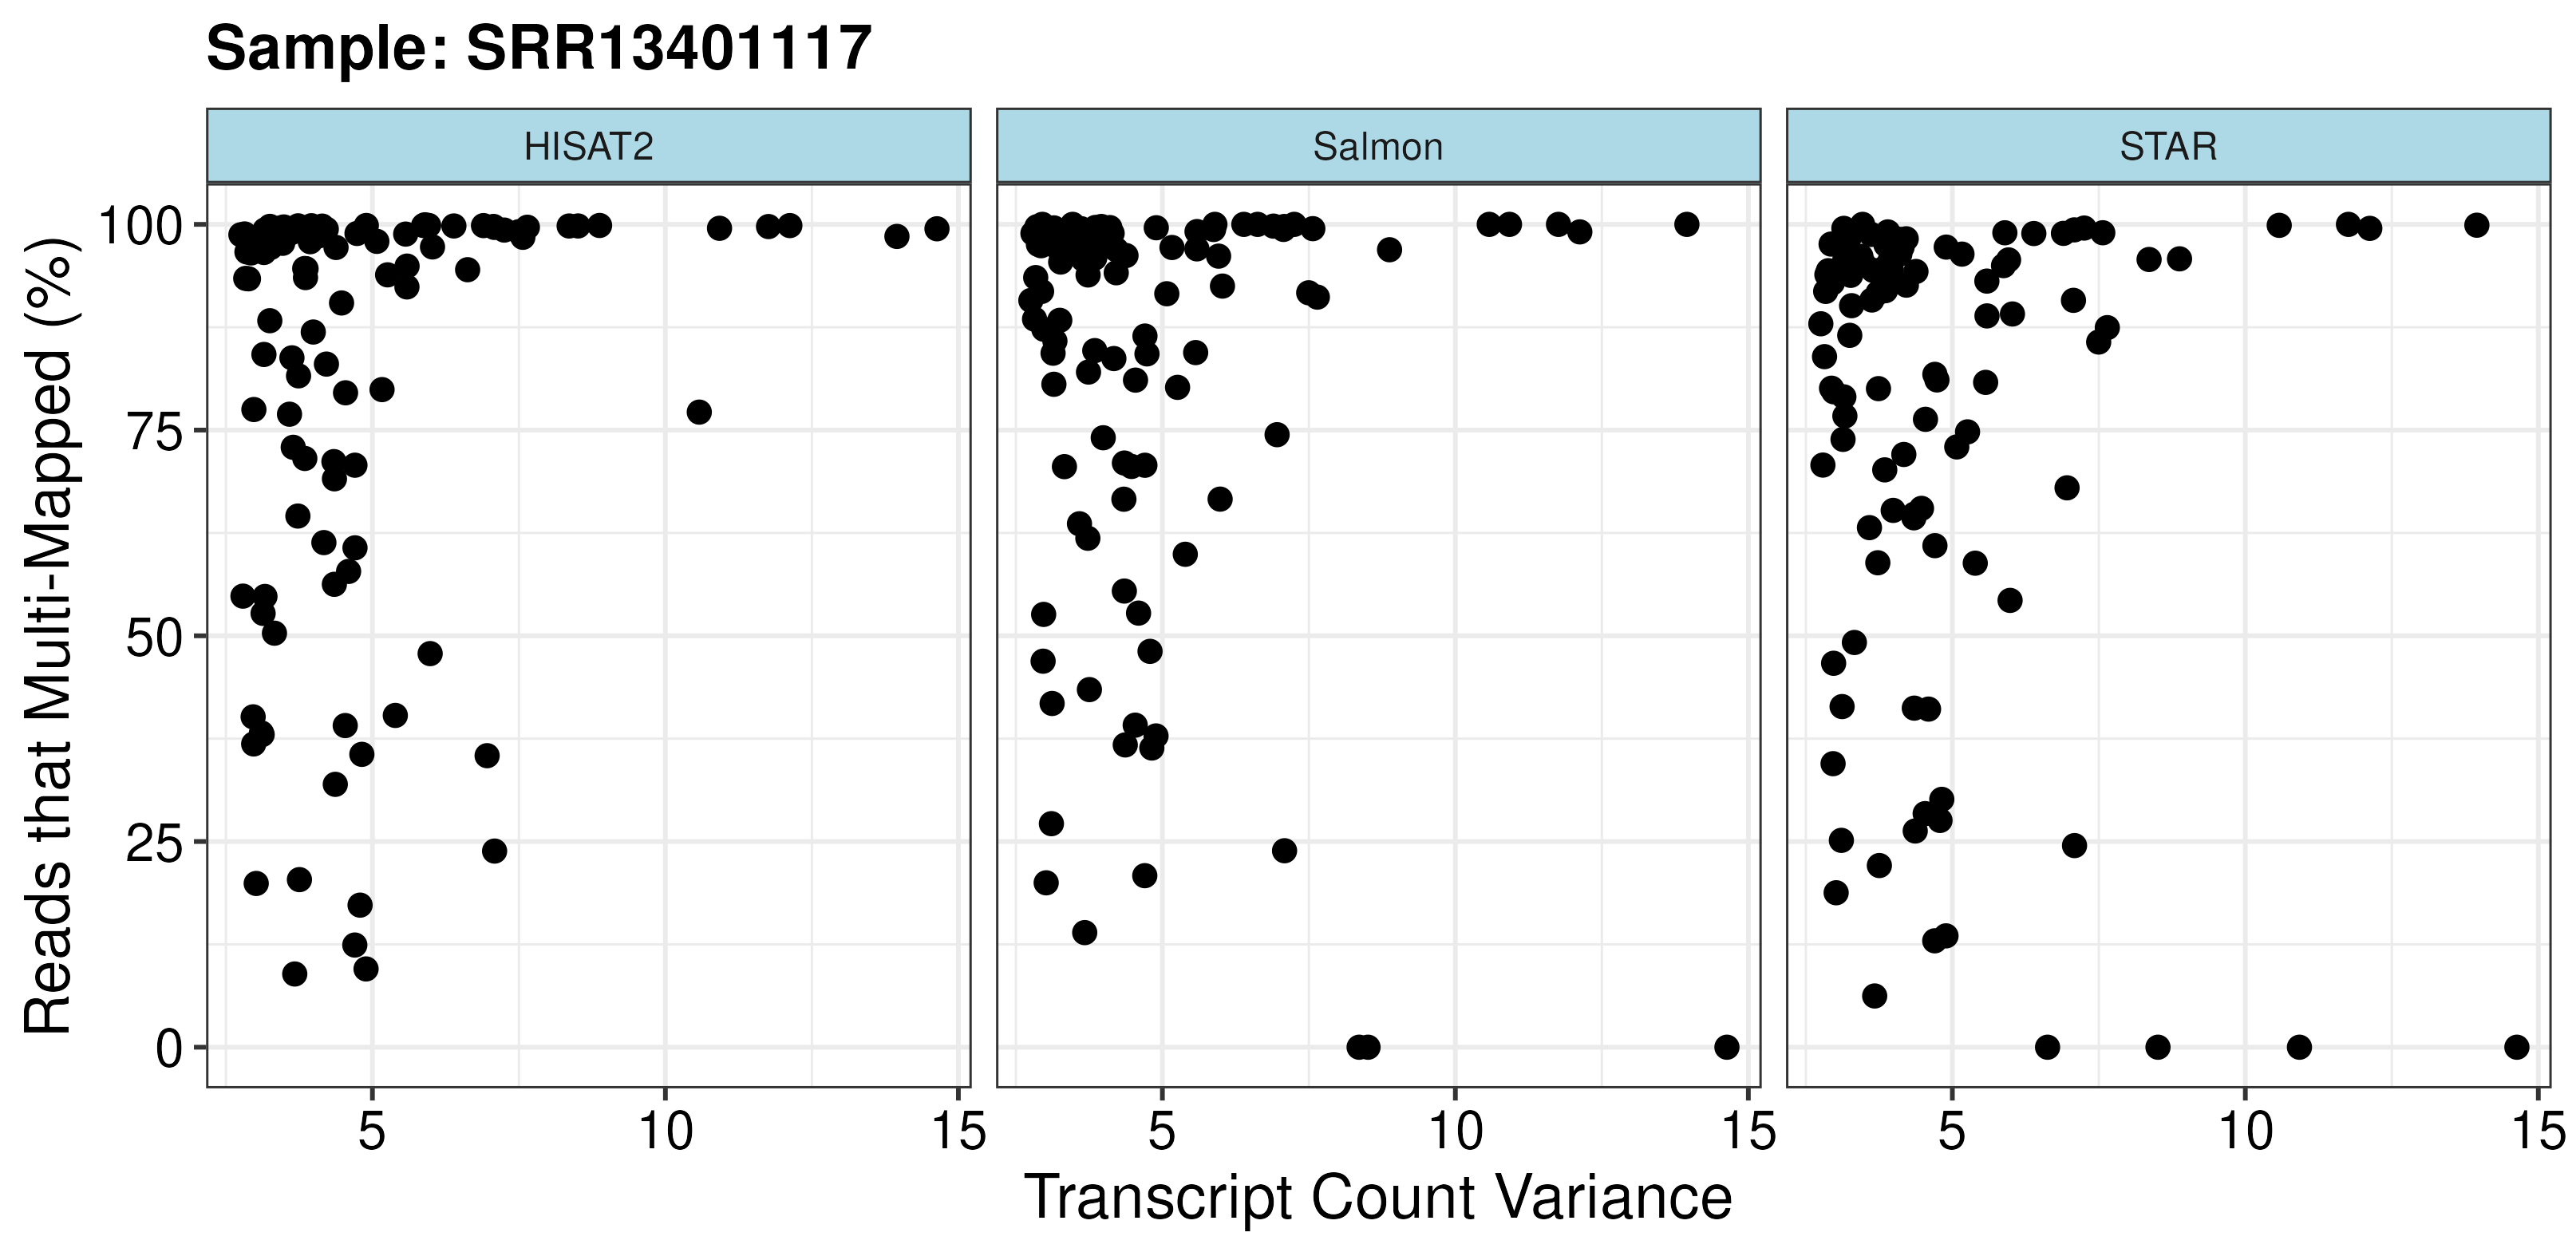 Sample: SRR13401117
HISAT2 Salmon STAR
Reads that Multi-Mapped (%)
100
75
50
25
0
5 10 15 5 10 15 5 10 15
Transcript Count Variance